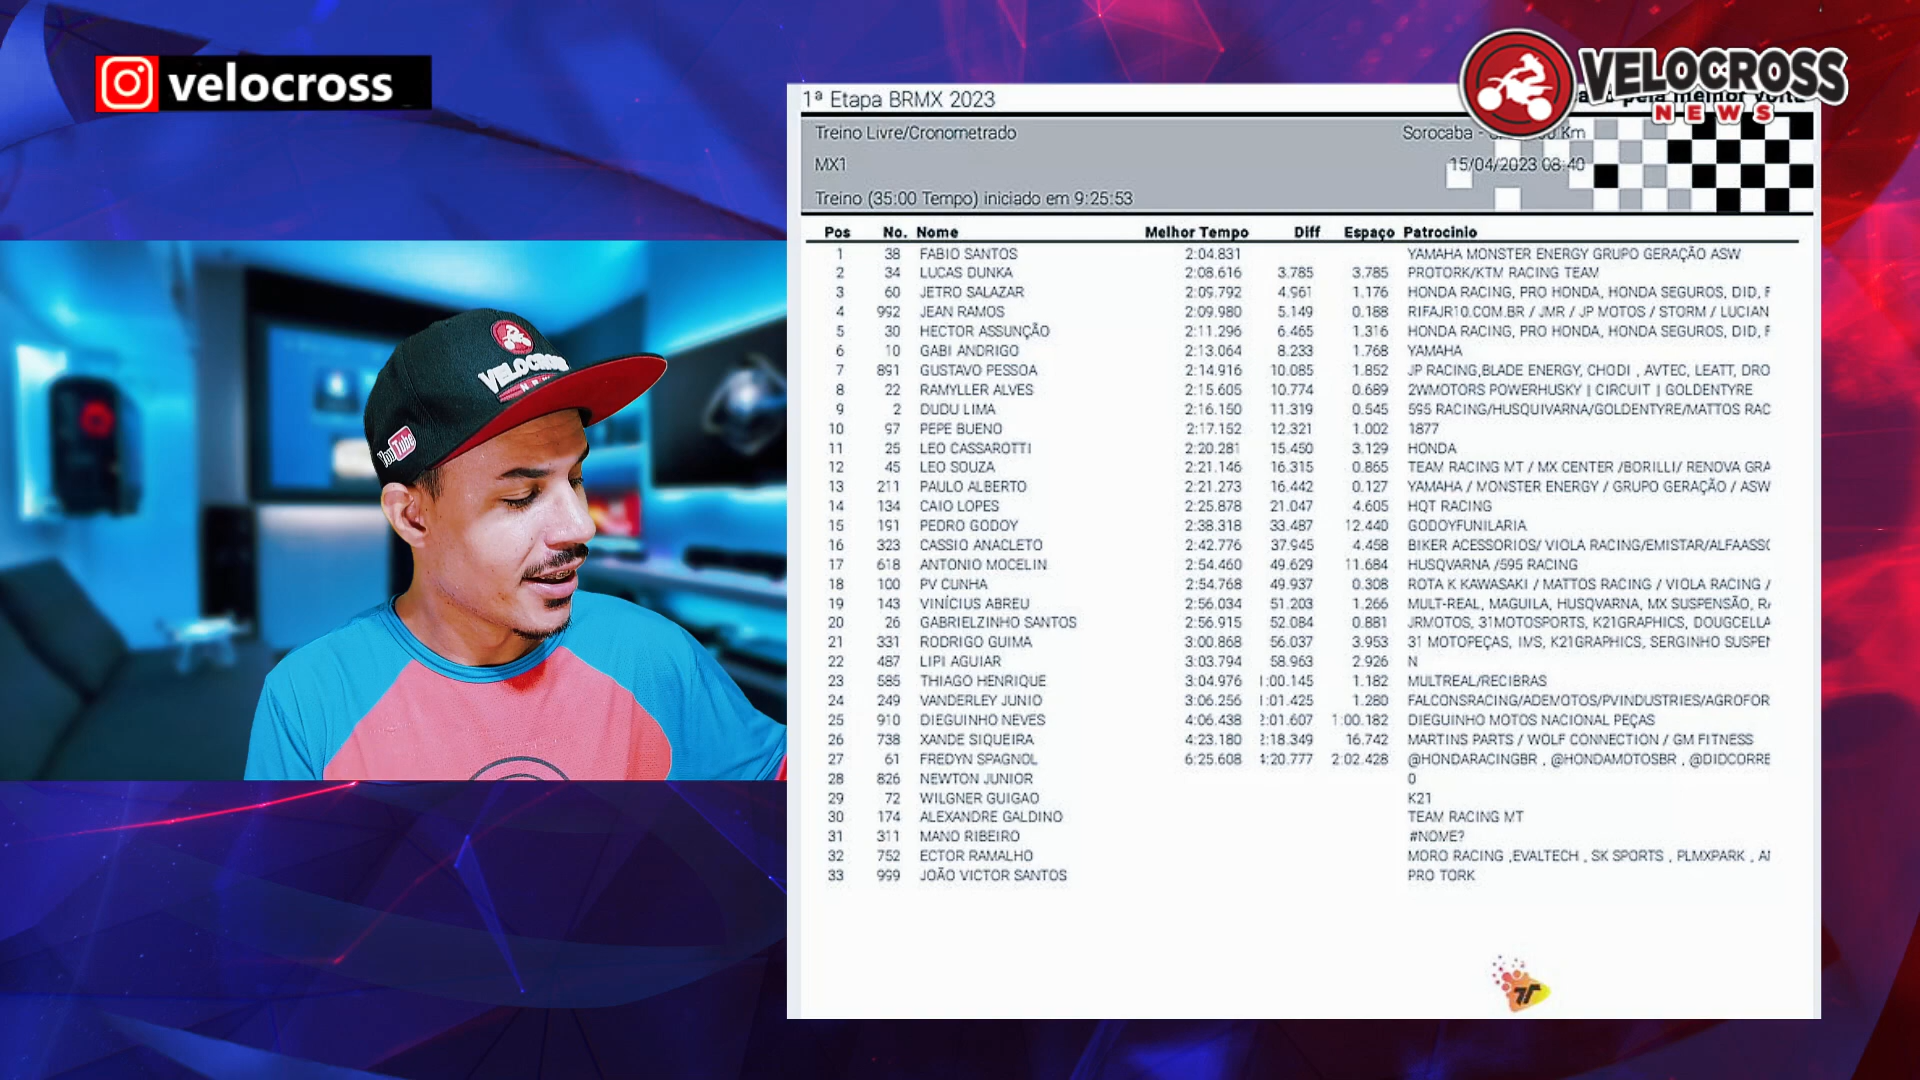 velocross
VELOCROSS
NEWS
1ª Etapa BRMX 2023
Treino Livre/Cronometrado
Sorocaba - Km
MX1
15/04/2023 08:40
Treino (35:00 Tempo) iniciado em 9:25:53
Pos No. Nome Melhor Tempo Diff Espaço Patrocinio
1 38 FABIO SANTOS 2:04.831 YAMAHA MONSTER ENERGY GRUPO GERAÇÃO ASW
2 34 LUCAS DUNKA 2:08.616 3.785 3.785 PROTORK/KTM RACING TEAM
3 60 JETRO SALAZAR 2:09.792 4.961 1.176 HONDA RACING, PRO HONDA, HONDA SEGUROS, DID, F
4 992 JEAN RAMOS 2:09.980 5.149 0.188 RIFAJR10.COM.BR / JMR / JP MOTOS / STORM / LUCIAN
5 30 HECTOR ASSUNÇÃO 2:11.296 6.465 1.316 HONDA RACING, PRO HONDA, HONDA SEGUROS, DID, F
6 10 GABI ANDRIGO 2:13.064 8.233 1.768 YAMAHA
7 891 GUSTAVO PESSOA 2:14.916 10.085 1.852 JP RACING,BLADE ENERGY, CHODI , AVTEC, LEATT, DRO
8 22 RAMYLLER ALVES 2:15.605 10.774 0.689 2WMOTORS POWERHUSKY | CIRCUIT | GOLDENTYRE
9 2 DUDU LIMA 2:16.150 11.319 0.545 595 RACING/HUSQUIVARNA/GOLDENTYRE/MATTOS RAC
10 97 PEPE BUENO 2:17.152 12.321 1.002 1877
11 25 LEO CASSAROTTI 2:20.281 15.450 3.129 HONDA
12 45 LEO SOUZA 2:21.146 16.315 0.865 TEAM RACING MT / MX CENTER /BORILLI/ RENOVA GRA
13 211 PAULO ALBERTO 2:21.273 16.442 0.127 YAMAHA / MONSTER ENERGY / GRUPO GERAÇÃO / ASW
14 134 CAIO LOPES 2:25.878 21.047 4.605 HQT RACING
15 191 PEDRO GODOY 2:38.318 33.487 12.440 GODOYFUNILARIA
16 323 CASSIO ANACLETO 2:42.776 37.945 4.458 BIKER ACESSORIOS/ VIOLA RACING/EMISTAR/ALFAASSO
17 618 ANTONIO MOCELIN 2:54.460 49.629 11.684 HUSQVARNA /595 RACING
18 100 PV CUNHA 2:54.768 49.937 0.308 ROTA K KAWASAKI / MATTOS RACING / VIOLA RACING /
19 143 VINÍCIUS ABREU 2:56.034 51.203 1.266 MULT-REAL, MAGUILA, HUSQVARNA, MX SUSPENSÃO, RA
20 26 GABRIELZINHO SANTOS 2:56.915 52.084 0.881 JRMOTOS, 31MOTOSPORTS, K21GRAPHICS, DOUGCELLA
21 331 RODRIGO GUIMA 3:00.868 56.037 3.953 31 MOTOPEÇAS, IMS, K21GRAPHICS, SERGINHO SUSPEN
22 487 LIPI AGUIAR 3:03.794 58.963 2.926 N
23 585 THIAGO HENRIQUE 3:04.976 1:00.145 1.182 MULTREAL/RECIBRAS
24 249 VANDERLEY JUNIO 3:06.256 1:01.425 1.280 FALCONSRACING/ADEMOTOS/PVINDUSTRIES/AGROFOR
25 910 DIEGUINHO NEVES 4:06.438 2:01.607 1:00.182 DIEGUINHO MOTOS NACIONAL PEÇAS
26 738 XANDE SIQUEIRA 4:23.180 2:18.349 16.742 MARTINS PARTS / WOLF CONNECTION / GM FITNESS
27 61 FREDYN SPAGNOL 6:25.608 4:20.777 2:02.428 @HONDARACINGBR , @HONDAMOTOSBR , @DIDCORRE
28 826 NEWTON JUNIOR 0
29 72 WILGNER GUIGAO K21
30 174 ALEXANDRE GALDINO TEAM RACING MT
31 311 MANO RIBEIRO #NOME?
32 752 ECTOR RAMALHO MORO RACING ,EVALTECH , SK SPORTS , PLMXPARK , AI
33 999 JOÃO VICTOR SANTOS PRO TORK
VELOCROSS
YouTube